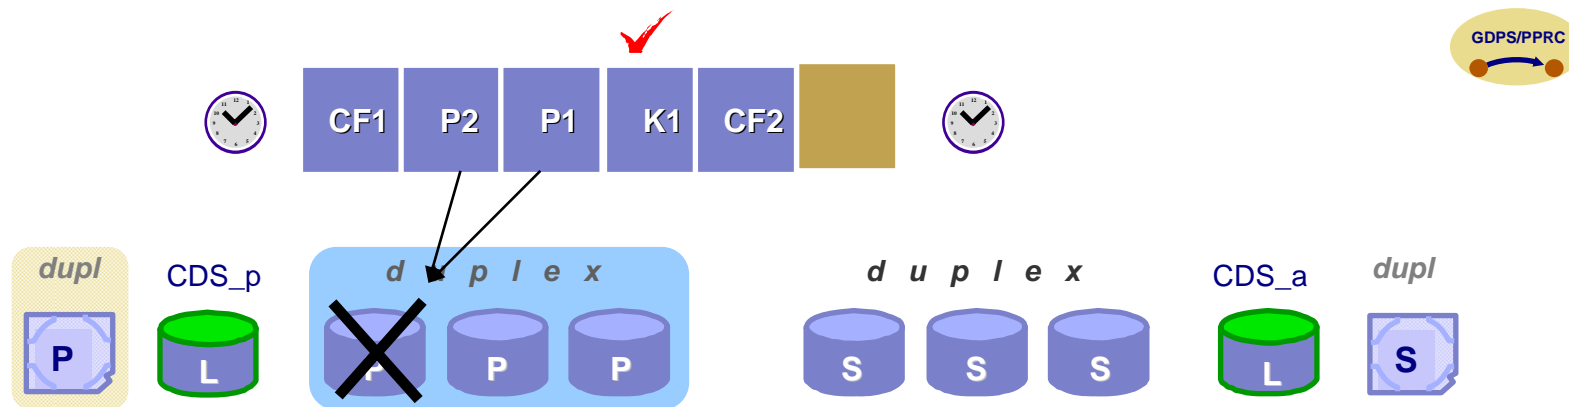 GDPS/PPRC
CF1 P2 P1 K1 CF2
dupl CDS_p d u p l e x d u p l e x CDS_a dupl
P L P P P S S S L S